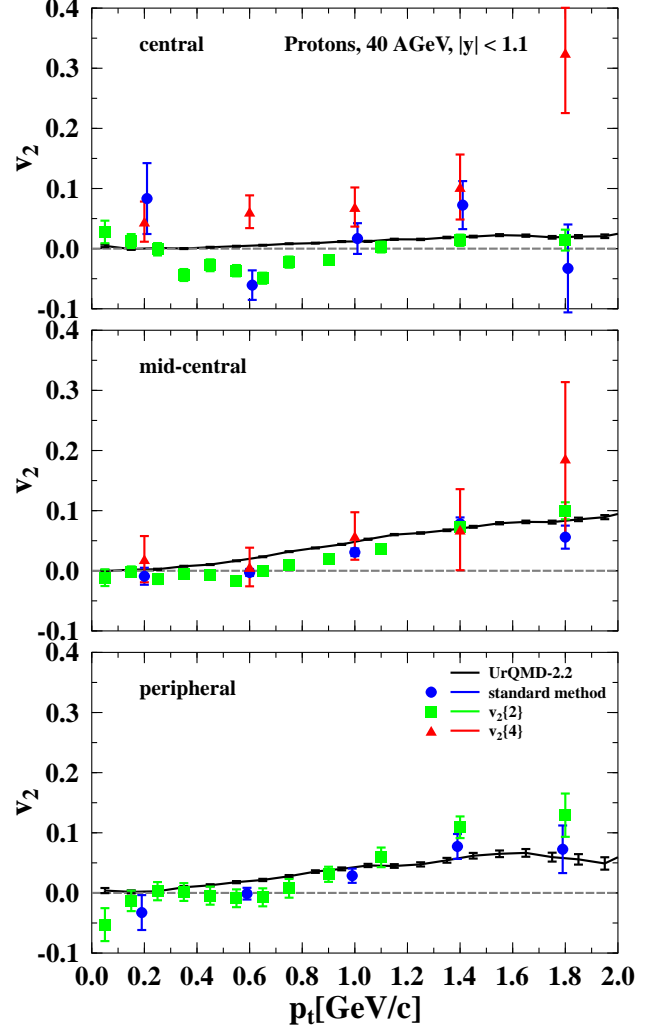 0.4
central Protons, 40 AGeV, |y| < 1.1
0.3
0.2
v2
0.1
0.0
-0.1
0.4
mid-central
0.3
0.2
v2
0.1
0.0
-0.1
0.4
UrQMD-2.2
peripheral
standard method
0.3
v2{2}
v2{4}
0.2
v2
0.1
0.0
-0.1
0.0 0.2 0.4 0.6 0.8 1.0 1.2 1.4 1.6 1.8 2.0
pt[GeV/c]